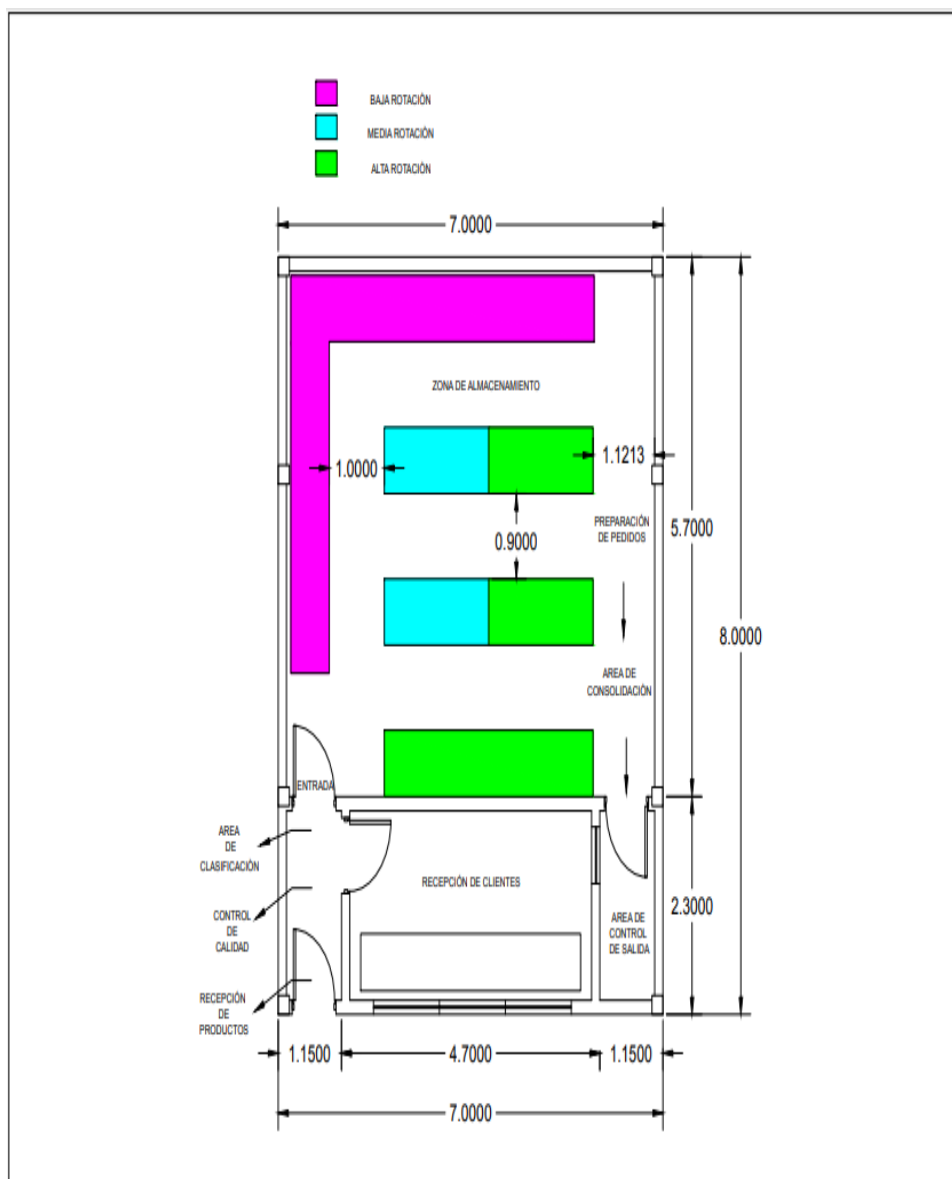 BAJA ROTACIÓN
MEDIA ROTACIÓN
ALTA ROTACIÓN
7.0000
ZONA DE ALMACENAMIENTO
1.0000
1.1213
0.9000
PREPARACIÓN
DE PEDIDOS
5.7000
8.0000
AREA DE
CONSOLIDACIÓN
ENTRADA
AREA
DE
CLASIFICACIÓN
RECEPCIÓN DE CLIENTES
CONTROL
DE
CALIDAD
AREA DE
CONTROL
DE SALIDA
2.3000
RECEPCIÓN
DE
PRODUCTOS
1.1500
4.7000
1.1500
7.0000